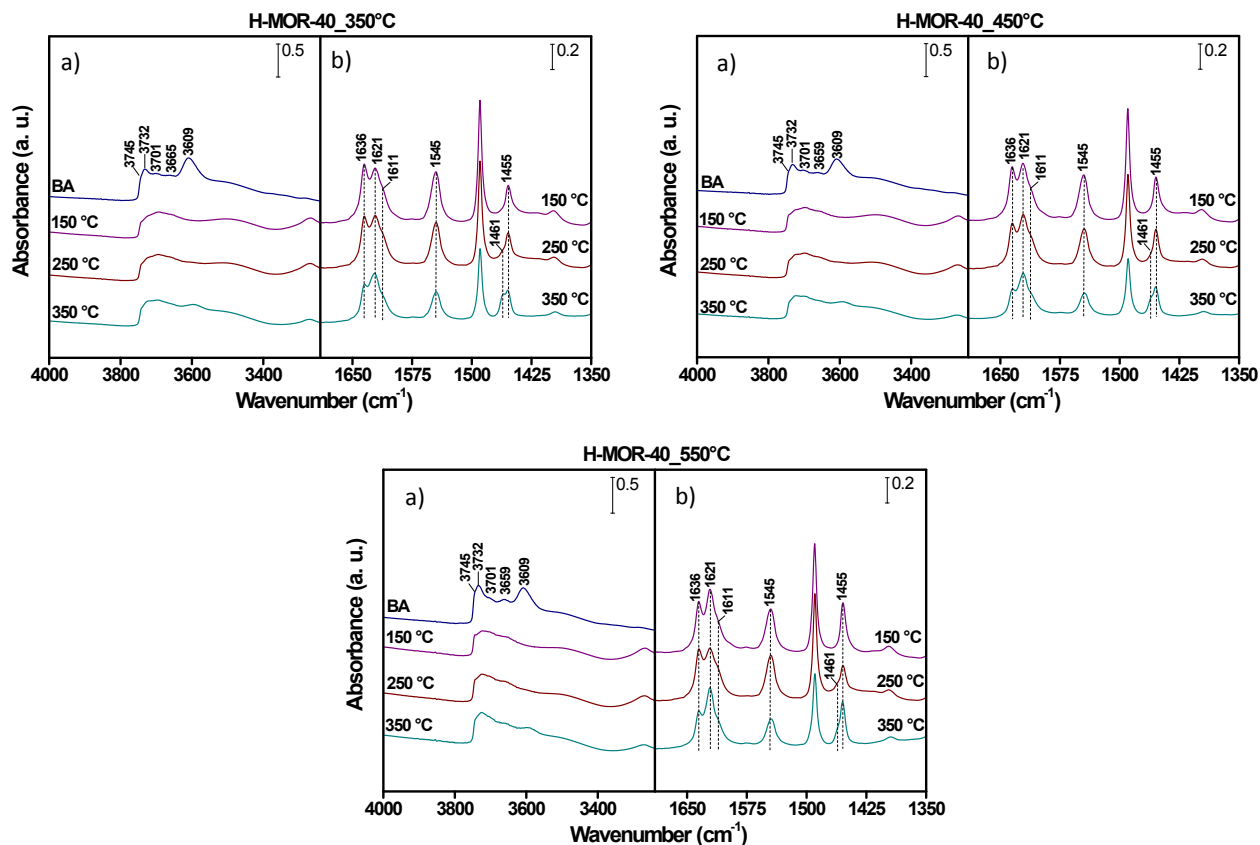 H-MOR-40_350°C
a)
0.5
b)
0.2
3745
3732
3701
3665
3609
1636
1621
1611
1545
1461
1455
BA
150 °C
250 °C
350 °C
150 °C
250 °C
350 °C
Absorbance (a. u.)
4000 3800 3600 3400 1650 1575 1500 1425 1350
Wavenumber (cm-1)
H-MOR-40_450°C
a)
0.5
b)
0.2
3745
3732
3701
3659
3609
1636
1621
1611
1545
1461
1455
BA
150 °C
250 °C
350 °C
150 °C
250 °C
350 °C
Absorbance (a. u.)
4000 3800 3600 3400 1650 1575 1500 1425 1350
Wavenumber (cm-1)
H-MOR-40_550°C
a)
0.5
b)
0.2
3745
3732
3701
3659
3609
1636
1621
1611
1545
1461
1455
BA
150 °C
250 °C
350 °C
150 °C
250 °C
350 °C
Absorbance (a. u.)
4000 3800 3600 3400 1650 1575 1500 1425 1350
Wavenumber (cm-1)